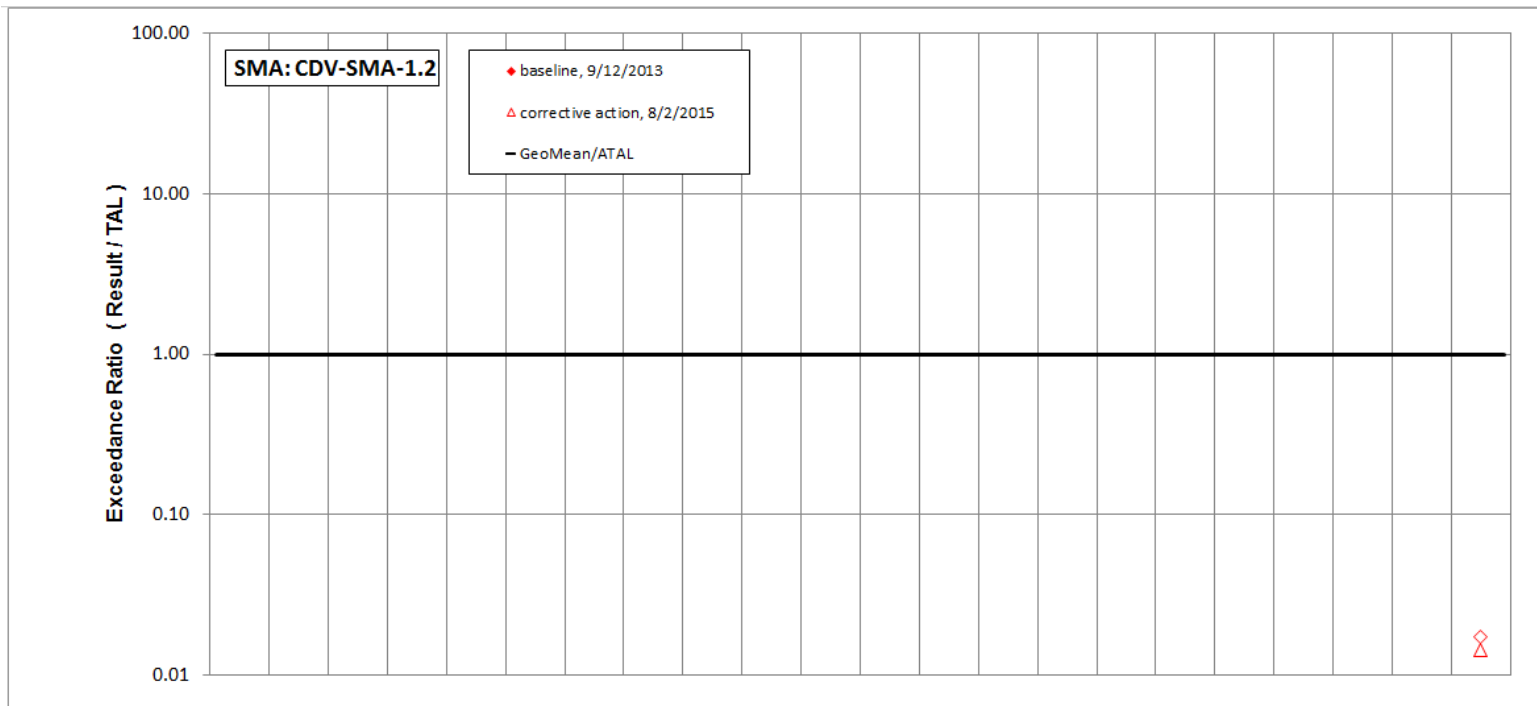 100.00
SMA: CDV-SMA-1.2
baseline, 9/12/2013
corrective action, 8/2/2015
GeoMean/ATAL
10.00
1.00
0.10
0.01
Exceedance Ratio ( Result / TAL )